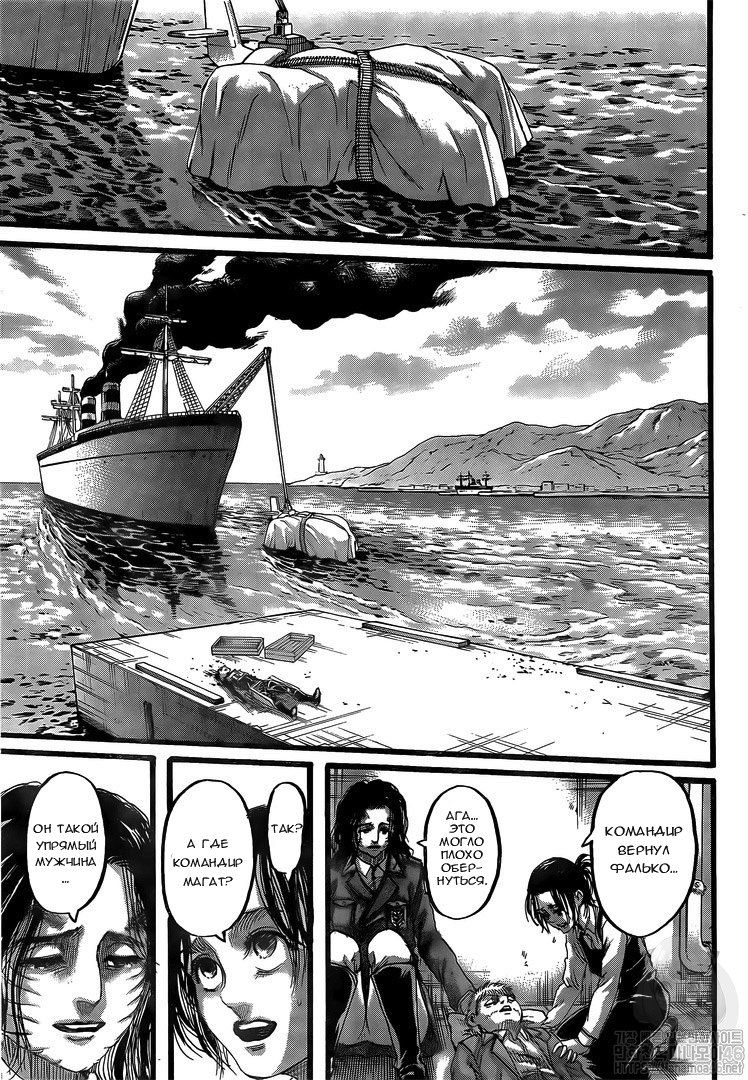 КОМАНДИР
ВЕРНУЛ
ФАЛЬКО...
АГА...
ЭТО
МОГЛО
ПЛОХО
ОБЕР-
НУТЬСЯ.
ТАК?
А ГДЕ
КОМАНДИР
МАГАТ?
ОН ТАКОЙ
УПРЯМЫЙ
МУЖЧИНА
...